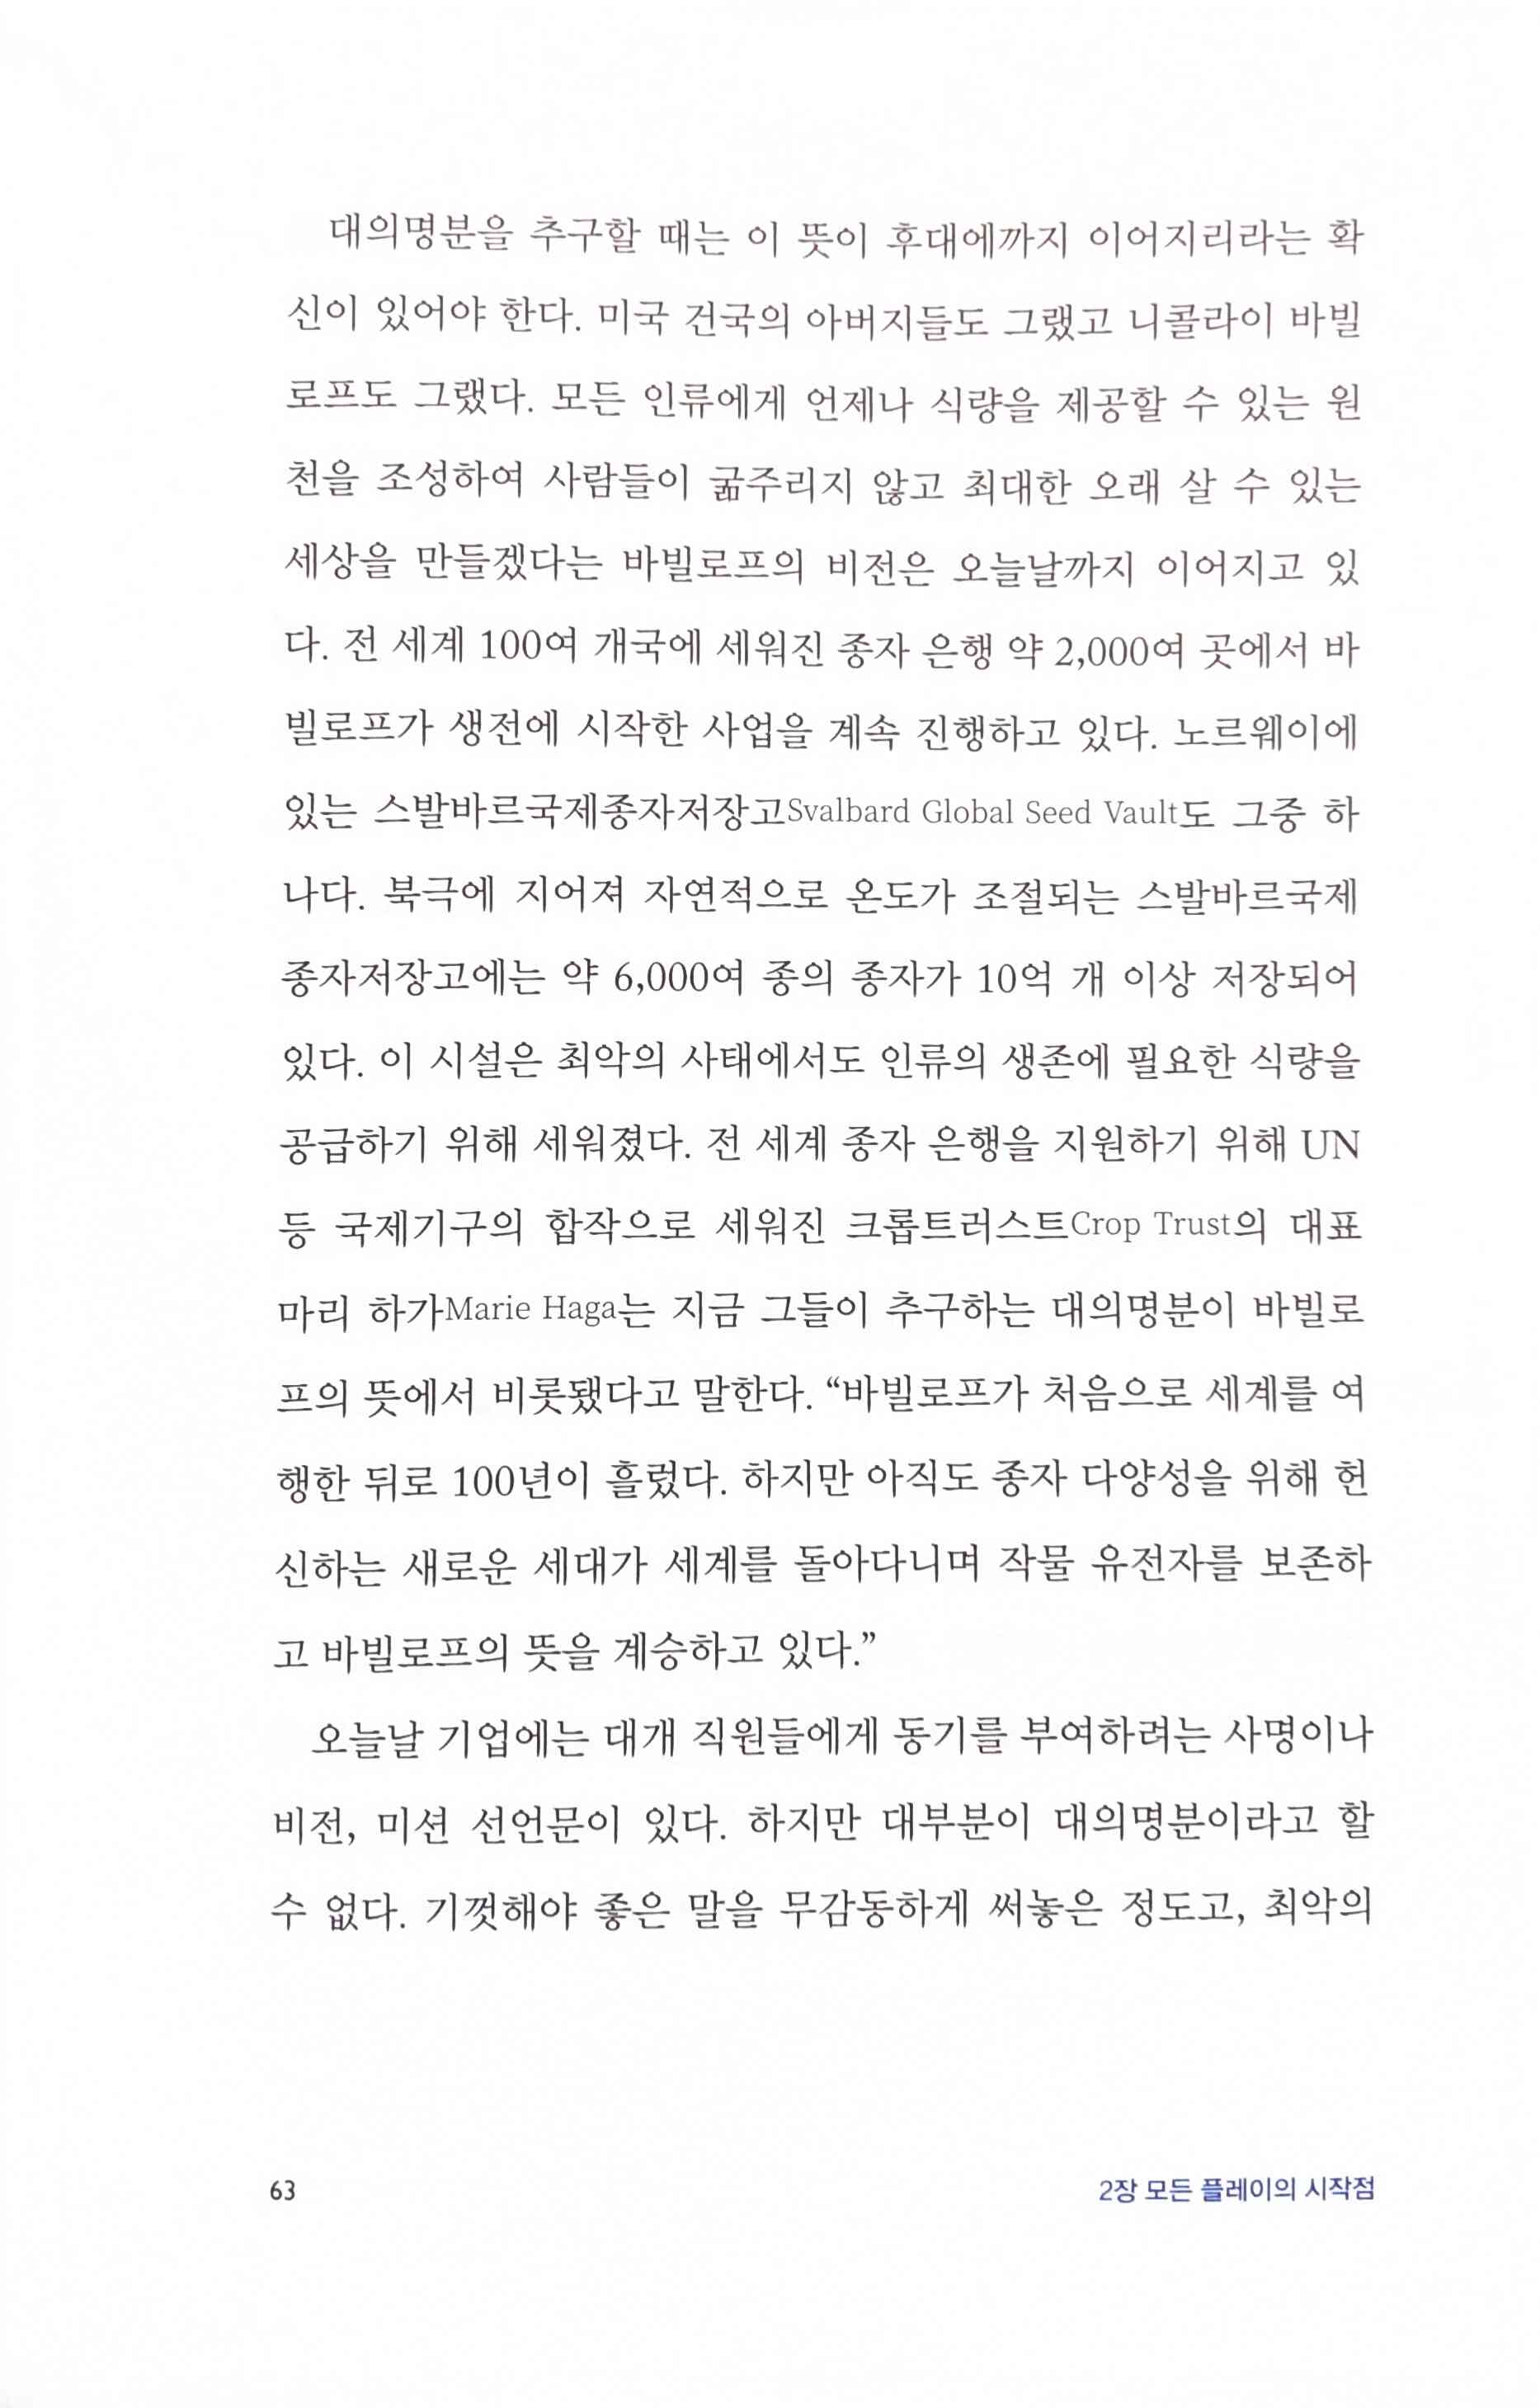 대의명분을 추구할 때는 이 뜻이 후대에까지 이어지리라는 확
신이 있어야 한다. 미국 건국의 아버지들도 그랬고 니콜라이 바빌
로프도 그랬다. 모든 인류에게 언제나 식량을 제공할 수 있는 원
천을 조성하여 사람들이 굶주리지 않고 최대한 오래 살 수 있는
세상을 만들겠다는 바빌로프의 비전은 오늘날까지 이어지고 있
다. 전 세계 100여 개국에 세워진 종자 은행 약 2,000여 곳에서 바
빌로프가 생전에 시작한 사업을 계속 진행하고 있다. 노르웨이에
있는 스발바르국제종자저장고Svalbard Global Seed Vault도 그중 하
나다. 북극에 지어져 자연적으로 온도가 조절되는 스발바르국제
종자저장고에는 약 6,000여 종의 종자가 10억 개 이상 저장되어
있다. 이 시설은 최악의 사태에서도 인류의 생존에 필요한 식량을
공급하기 위해 세워졌다. 전 세계 종자 은행을 지원하기 위해 UN
등 국제기구의 합작으로 세워진 크롭트러스트Crop Trust의 대표
마리 하가Marie Haga는 지금 그들이 추구하는 대의명분이 바빌로
프의 뜻에서 비롯됐다고 말한다. “바빌로프가 처음으로 세계를 여
행한 뒤로 100년이 흘렀다. 하지만 아직도 종자 다양성을 위해 헌
신하는 새로운 세대가 세계를 돌아다니며 작물 유전자를 보존하
고 바빌로프의 뜻을 계승하고 있다.”
오늘날 기업에는 대개 직원들에게 동기를 부여하려는 사명이나
비전, 미션 선언문이 있다. 하지만 대부분이 대의명분이라고 할
수 없다. 기껏해야 좋은 말을 무감동하게 써놓은 정도고, 최악의
63
2장 모든 플레이의 시작점